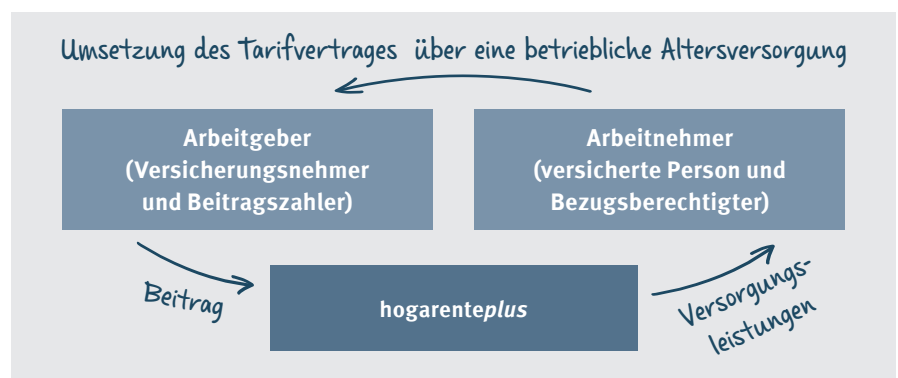 Umsetzung des Tarifvertrages über eine betriebliche Altersversorgung
Arbeitgeber
(Versicherungsnehmer
und Beitragszahler)
Arbeitnehmer
(versicherte Person und
Bezugsberechtigter)
Beitrag
hogarenteplus
Versorgungs-
leistungen